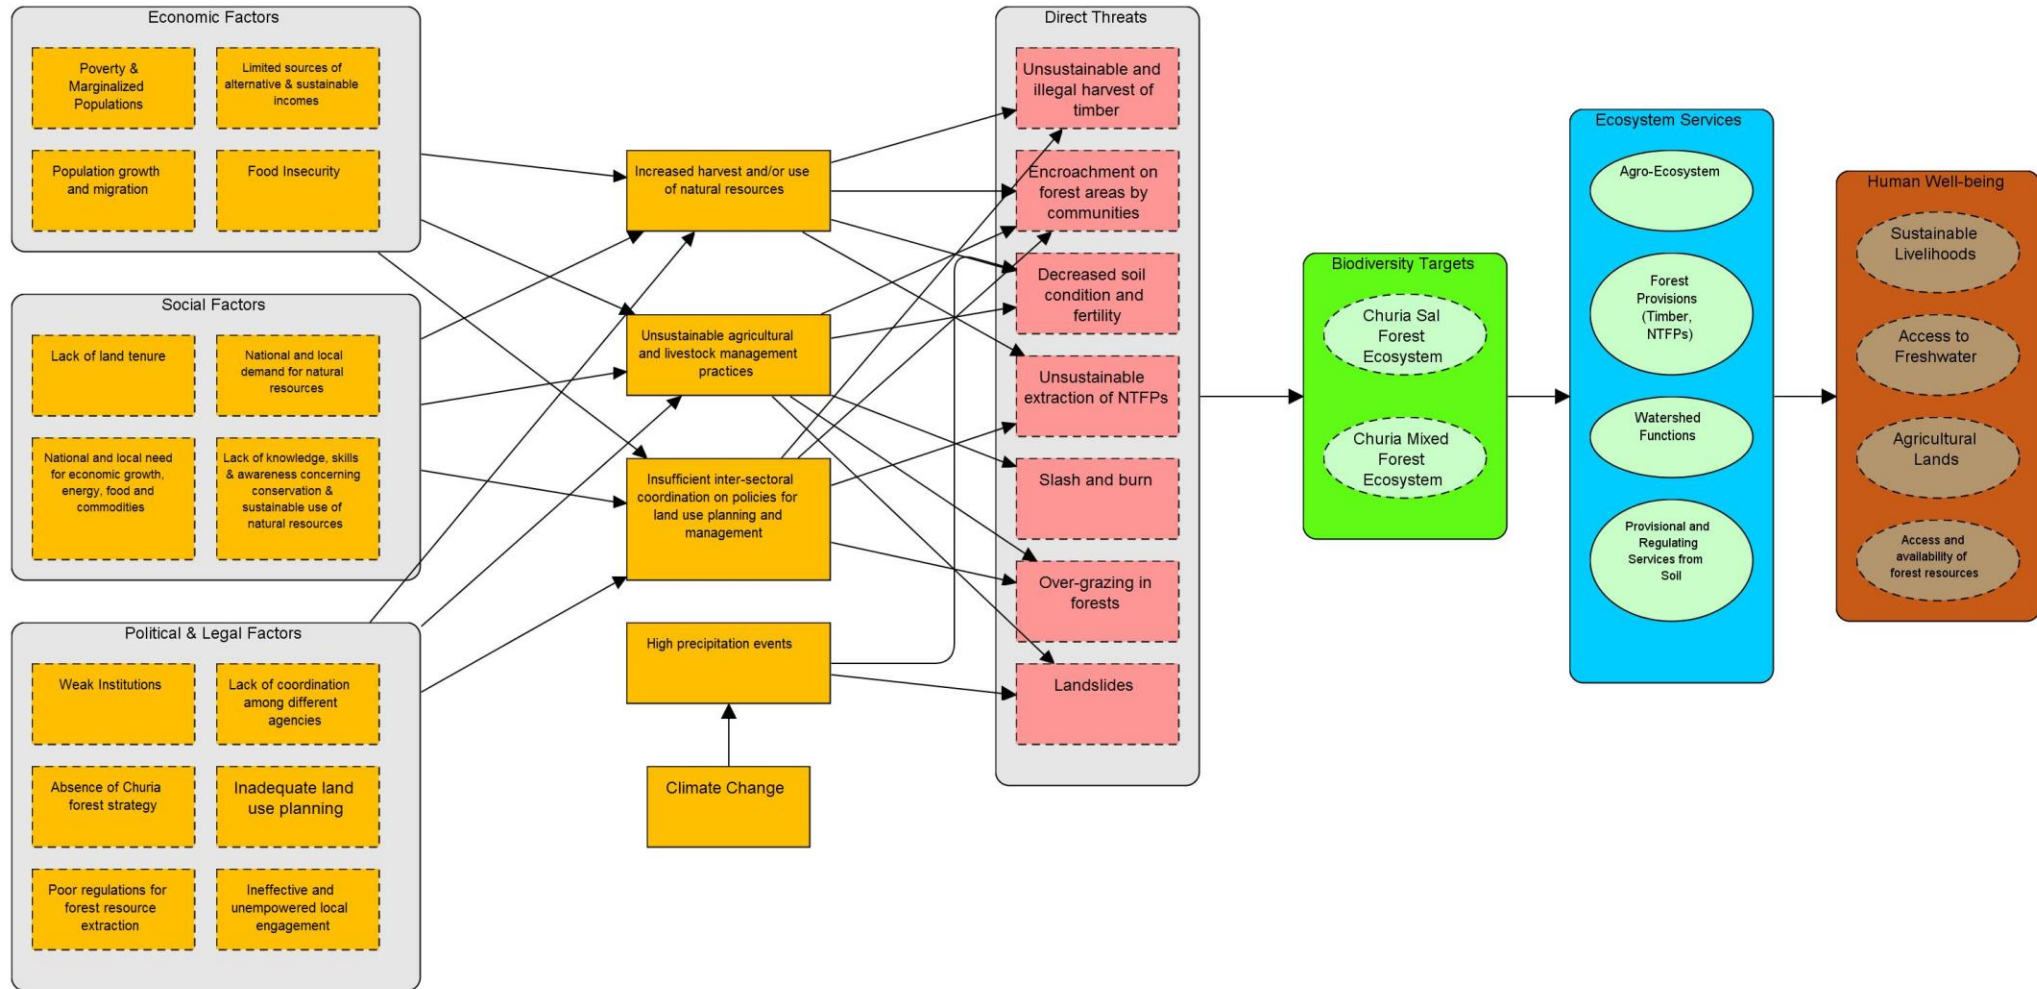 Economic Factors
Poverty &
Marginalized
Populations
Limited sources of
alternative & sustainable
incomes
Population growth
and migration
Food Insecurity
Social Factors
Lack of land tenure
National and local
demand for natural
resources
National and local need
for economic growth,
energy, food and
commodities
Lack of knowledge, skills
& awareness concerning
conservation &
sustainable use of
natural resources
Political & Legal Factors
Weak Institutions
Lack of coordination
among different
agencies
Absence of Churia
forest strategy
Inadequate land
use planning
Poor regulations for
forest resource
extraction
Ineffective and
unempowered local
engagement
Increased harvest and/or use
of natural resources
Unsustainable agricultural
and livestock management
practices
Insufficient inter-sectoral
coordination on policies for
land use planning and
management
High precipitation events
Climate Change
Direct Threats
Unsustainable and
illegal harvest of
timber
Encroachment on
forest areas by
communities
Decreased soil
condition and
fertility
Unsustainable
extraction of NTFPs
Slash and burn
Over-grazing in
forests
Landslides
Biodiversity Targets
Churia Sal
Forest
Ecosystem
Churia Mixed
Forest
Ecosystem
Ecosystem Services
Agro-Ecosystem
Forest
Provisions
(Timber,
NTFPs)
Watershed
Functions
Provisional and
Regulating
Services from
Soil
Human Well-being
Sustainable
Livelihoods
Access to
Freshwater
Agricultural
Lands
Access and
availability of
forest resources